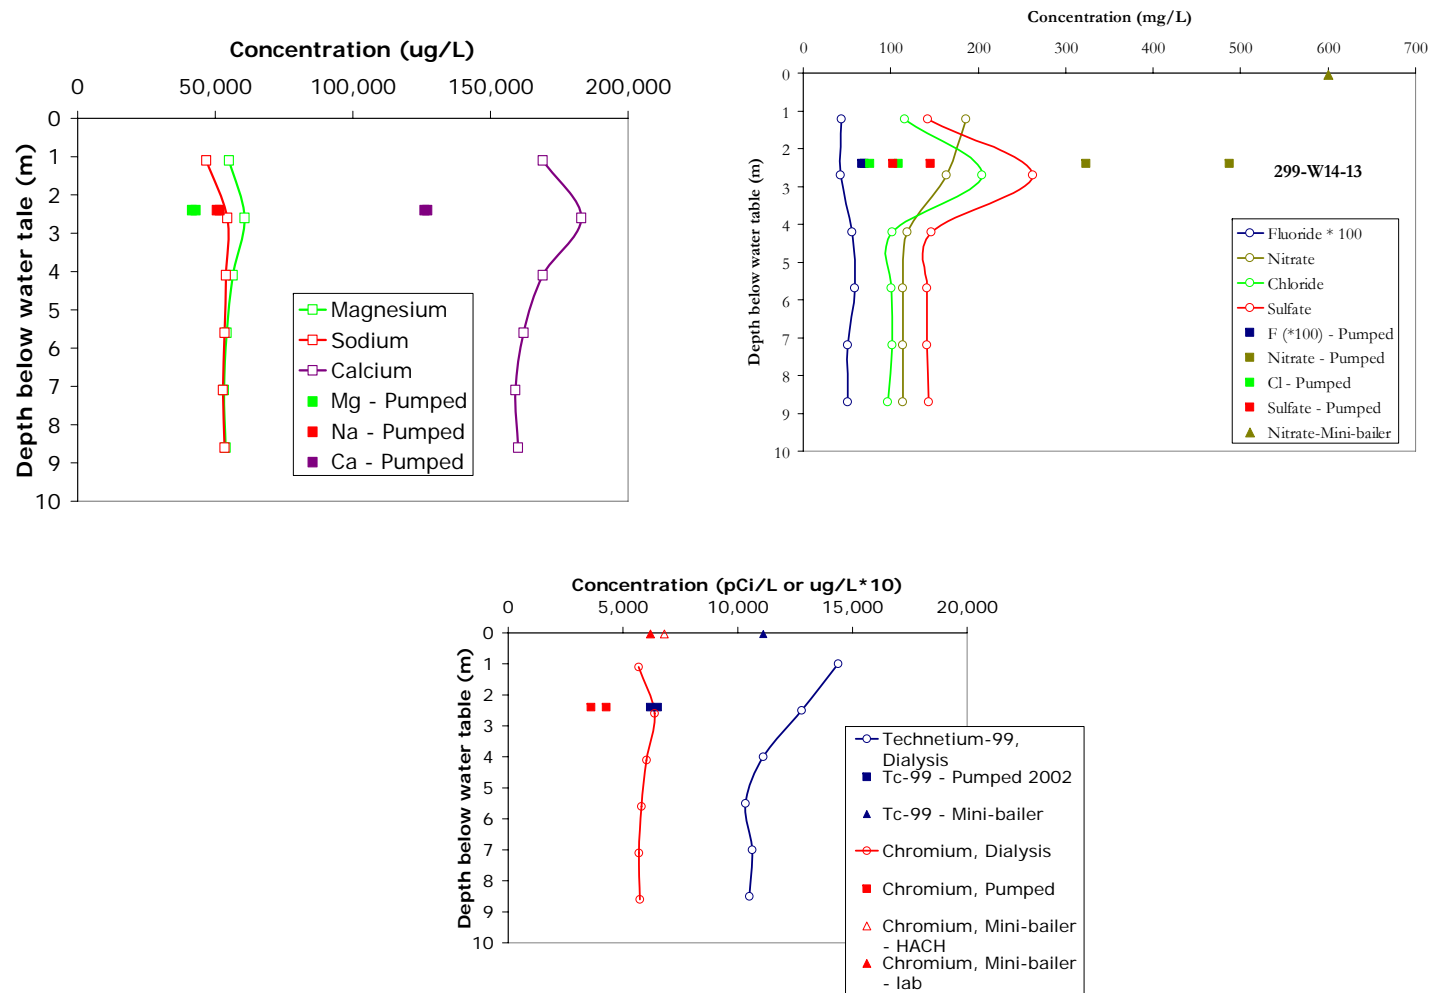 Concentration (ug/L)
0 50,000 100,000 150,000 200,000
Depth below water tale (m)
0
1
2
3
4
5
6
7
8
9
10
Magnesium
Sodium
Calcium
Mg - Pumped
Na - Pumped
Ca - Pumped
Concentration (mg/L)
0 100 200 300 400 500 600 700
Depth below water table (m)
0
1
2
3
4
5
6
7
8
9
10
299-W14-13
Fluoride * 100
Nitrate
Chloride
Sulfate
F (*100) - Pumped
Nitrate - Pumped
Cl - Pumped
Sulfate - Pumped
Nitrate-Mini-bailer
Concentration (pCi/L or ug/L*10)
0 5,000 10,000 15,000 20,000
Depth below water table (m)
0
1
2
3
4
5
6
7
8
9
10
Technetium-99,
Dialysis
Tc-99 - Pumped 2002
Tc-99 - Mini-bailer
Chromium, Dialysis
Chromium, Pumped
Chromium, Mini-bailer
- HACH
Chromium, Mini-bailer
- lab